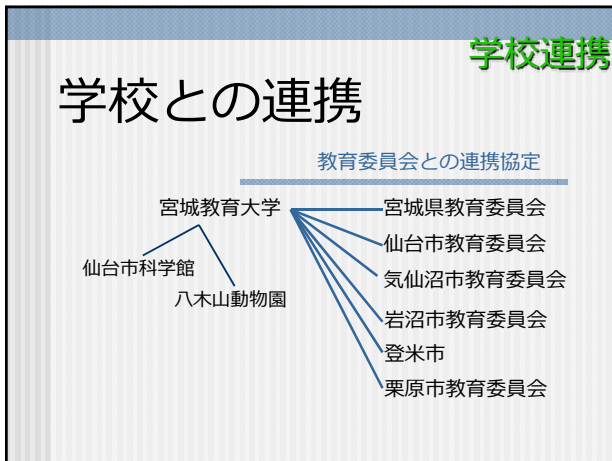 学校連携
学校との連携
教育委員会との連携協定
宮城教育大学
宮城県教育委員会
仙台市教育委員会
仙台市科学館
気仙沼市教育委員会
八木山動物園
岩沼市教育委員会
登米市
栗原市教育委員会